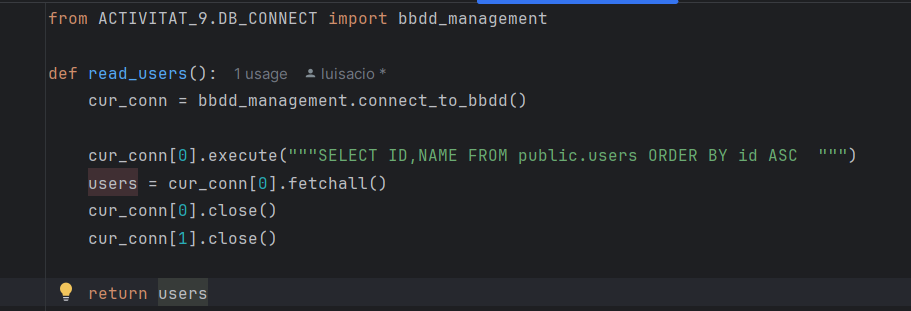 from ACTIVITAT_9.DB_CONNECT import bbdd_management
def read_users(): 1 usage luisacio *
cur_conn = bbdd_management.connect_to_bbdd()
cur_conn[0].execute("""SELECT ID,NAME FROM public.users ORDER BY id ASC  """)
users = cur_conn[0].fetchall()
cur_conn[0].close()
cur_conn[1].close()
return users